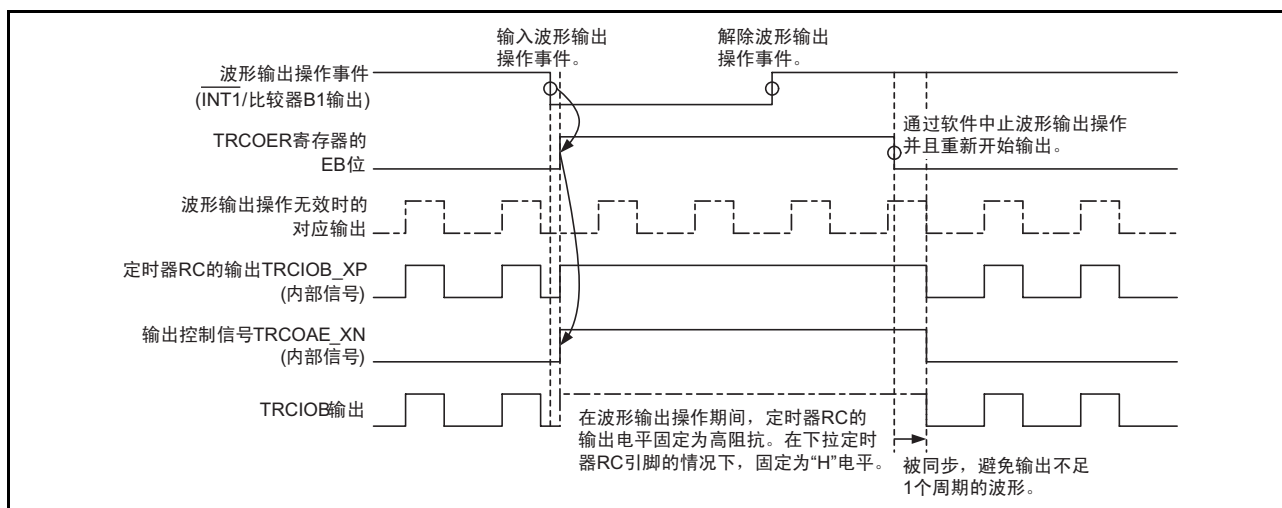 输入波形输出
操作事件。
解除波形输出
操作事件。
波形输出操作事件
(INT1/比较器B1输出)
通过软件中止波形输出操作
并且重新开始输出。
TRCOER寄存器的
EB位
波形输出操作无效时的
对应输出
定时器RC的输出TRCIOB_XP
(内部信号)
输出控制信号TRCOAE_XN
(内部信号)
TRCIOB输出
在波形输出操作期间，定时器RC的
输出电平固定为高阻抗。在下拉定时
器RC引脚的情况下，固定为“H”电平。
被同步，避免输出不足
1个周期的波形。